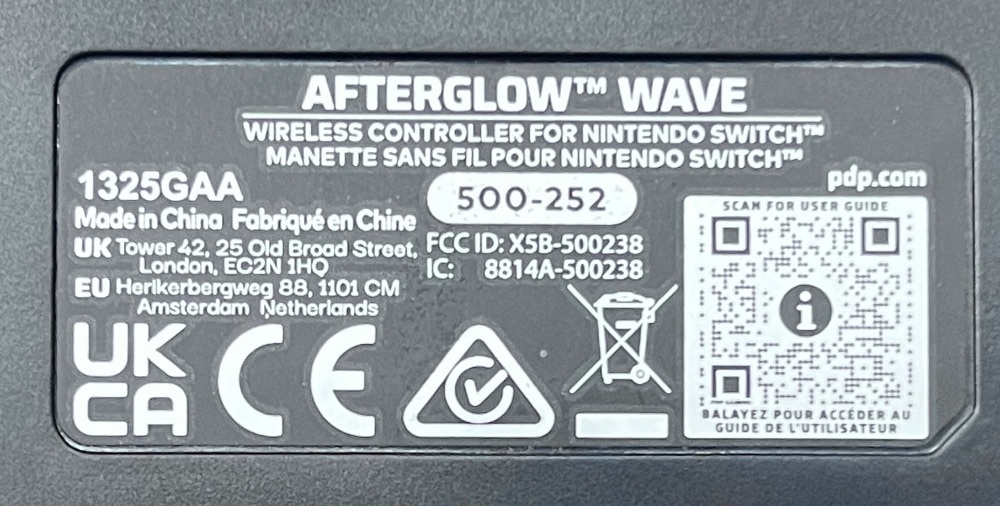 AFTERGLOW™ WAVE
WIRELESS CONTROLLER FOR NINTENDO SWITCH™
MANETTE SANS FIL POUR NINTENDO SWITCH™
1325GAA
Made in China Fabriqué en Chine
UK Tower 42, 25 Old Broad Street,
London, EC2N 1HQ
EU Herikerbergweg 88, 1101 CM
Amsterdam Netherlands
UK
CA
CE
500-252
FCC ID: X5B-500238
IC: 8814A-500238
pdp.com
SCAN FOR USER GUIDE
i
BALAYEZ POUR ACCÉDER AU
GUIDE DE L'UTILISATEUR